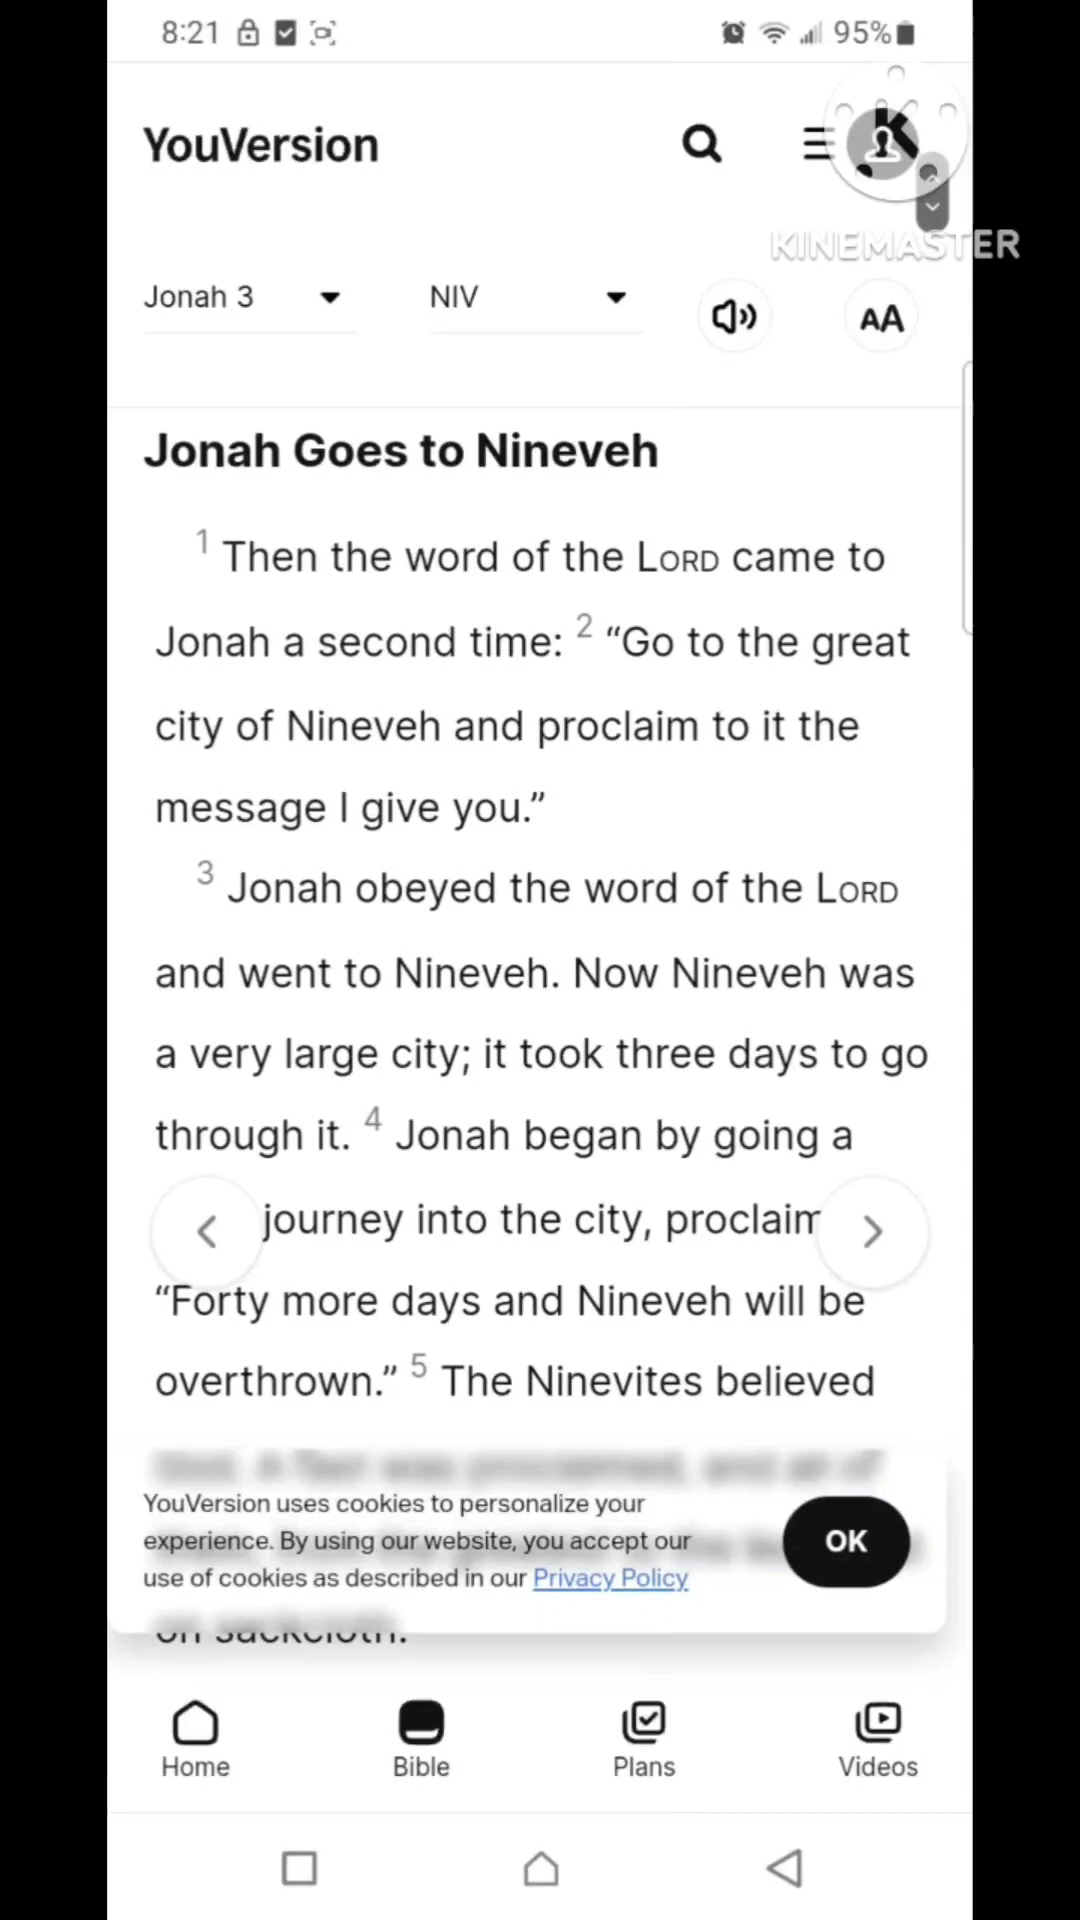 8:21 95%
YouVersion
KINEMASTER
Jonah 3 NIV AA
Jonah Goes to Nineveh
1 Then the word of the LORD came to
Jonah a second time: 2 “Go to the great
city of Nineveh and proclaim to it the
message I give you.”
3 Jonah obeyed the word of the LORD
and went to Nineveh. Now Nineveh was
a very large city; it took three days to go
through it. 4 Jonah began by going a
journey into the city, proclaim
“Forty more days and Nineveh will be
overthrown.” 5 The Ninevites believed
YouVersion uses cookies to personalize your
experience. By using our website, you accept our
use of cookies as described in our Privacy Policy
OK
on sackcloth.
Home Bible Plans Videos